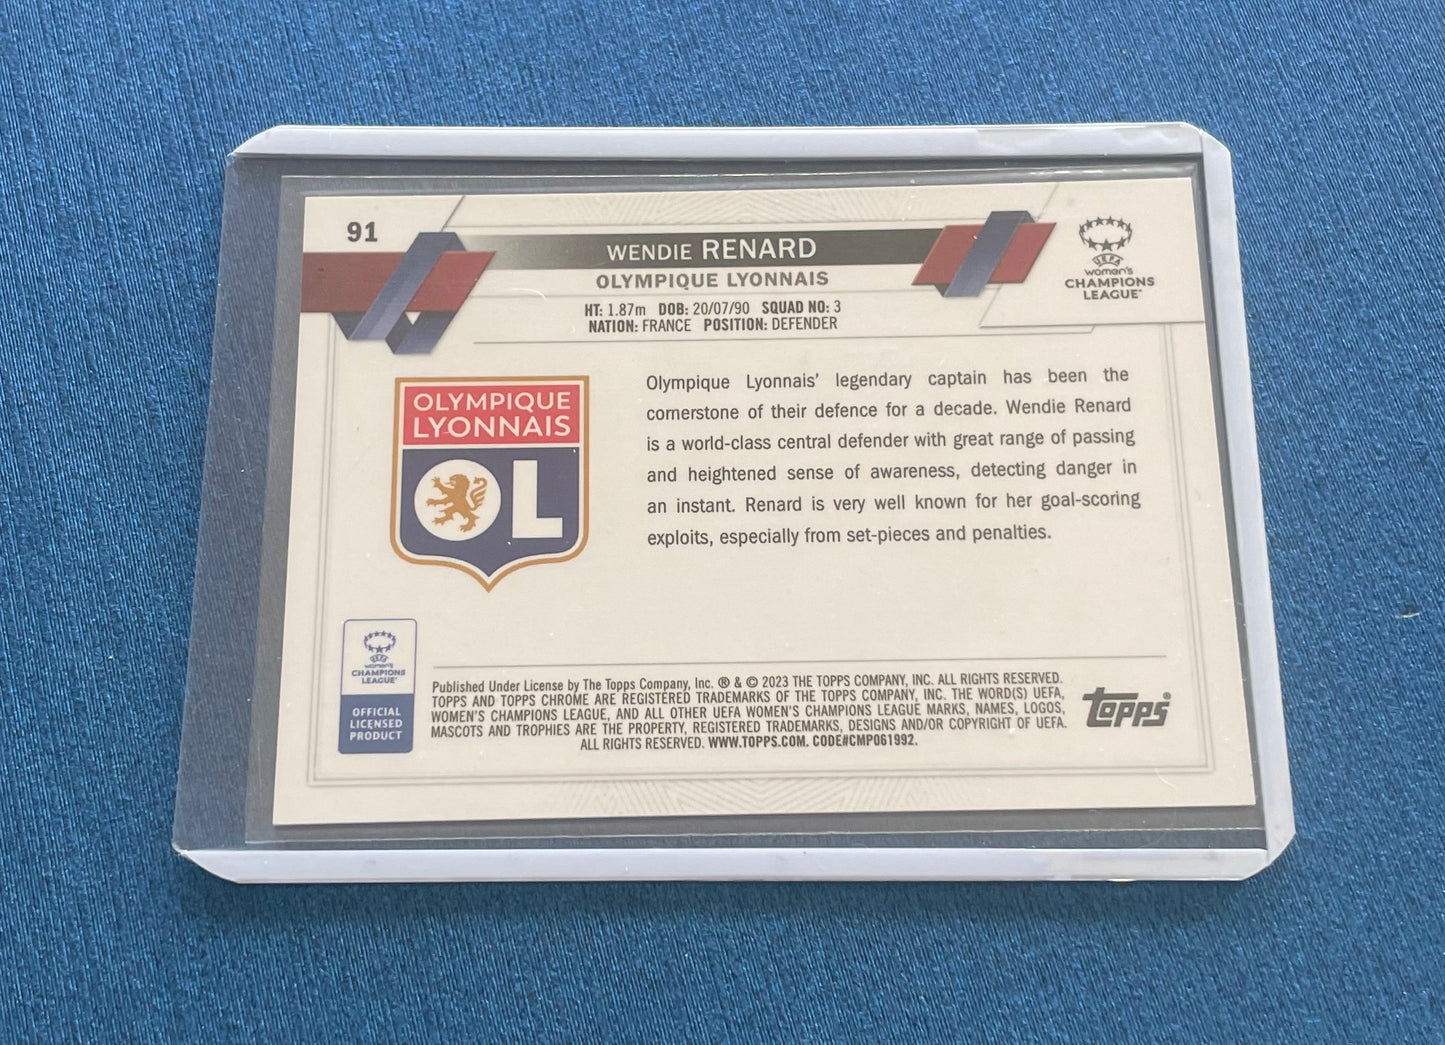 91
WENDIE RENARD
OLYMPIQUE LYONNAIS
HT: 1.87m DOB: 20/07/90 SQUAD NO: 3
NATION: FRANCE POSITION: DEFENDER
UEFA
women's
CHAMPIONS
LEAGUE
OLYMPIQUE
LYONNAIS
OL
Olympique Lyonnais' legendary captain has been the
cornerstone of their defence for a decade. Wendie Renard
is a world-class central defender with great range of passing
and heightened sense of awareness, detecting danger in
an instant. Renard is very well known for her goal-scoring
exploits, especially from set-pieces and penalties.
UEFA
women's
CHAMPIONS
LEAGUE
OFFICIAL
LICENSED
PRODUCT
Published Under License by The Topps Company, Inc. ® & © 2023 THE TOPPS COMPANY, INC. ALL RIGHTS RESERVED.
TOPPS AND TOPPS CHROME ARE REGISTERED TRADEMARKS OF THE TOPPS COMPANY, INC. THE WORD(S) UEFA,
WOMEN'S CHAMPIONS LEAGUE, AND ALL OTHER UEFA WOMEN'S CHAMPIONS LEAGUE MARKS, NAMES, LOGOS,
MASCOTS AND TROPHIES ARE THE PROPERTY, REGISTERED TRADEMARKS, DESIGNS AND/OR COPYRIGHT OF UEFA.
ALL RIGHTS RESERVED. WWW.TOPPS.COM. CODE#CMP061992.
topps®